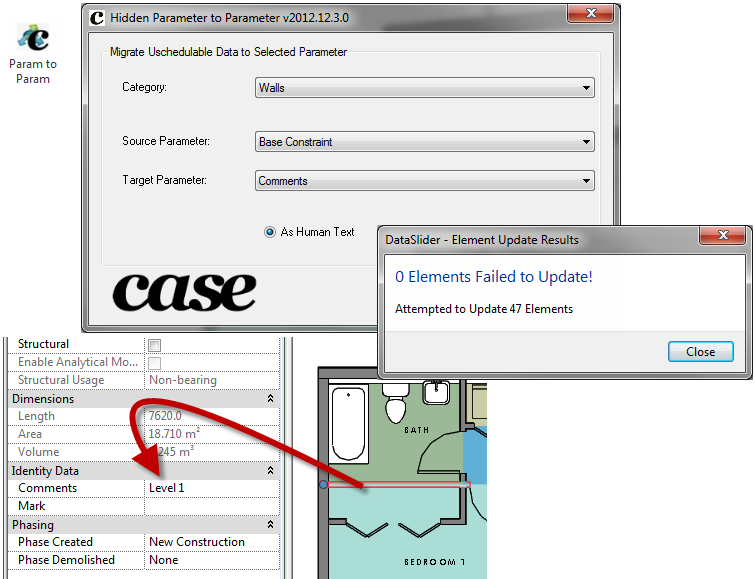 Param to
Param
c Hidden Parameter to Parameter v2012.12.3.0
Migrate Uschedulable Data to Selected Parameter
Category:
Walls
Source Parameter:
Base Constraint
Target Parameter:
Comments
As Human Text
case
DataSlider - Element Update Results
0 Elements Failed to Update!
Attempted to Update 47 Elements
Close
Structural
Enable Analytical Mo...
Structural Usage Non-bearing
Dimensions
Length 7620.0
Area 18.710 m²
Volume 245 m³
Identity Data
Comments Level 1
Mark
Phasing
Phase Created New Construction
Phase Demolished None
BATH
BEDROOM 1